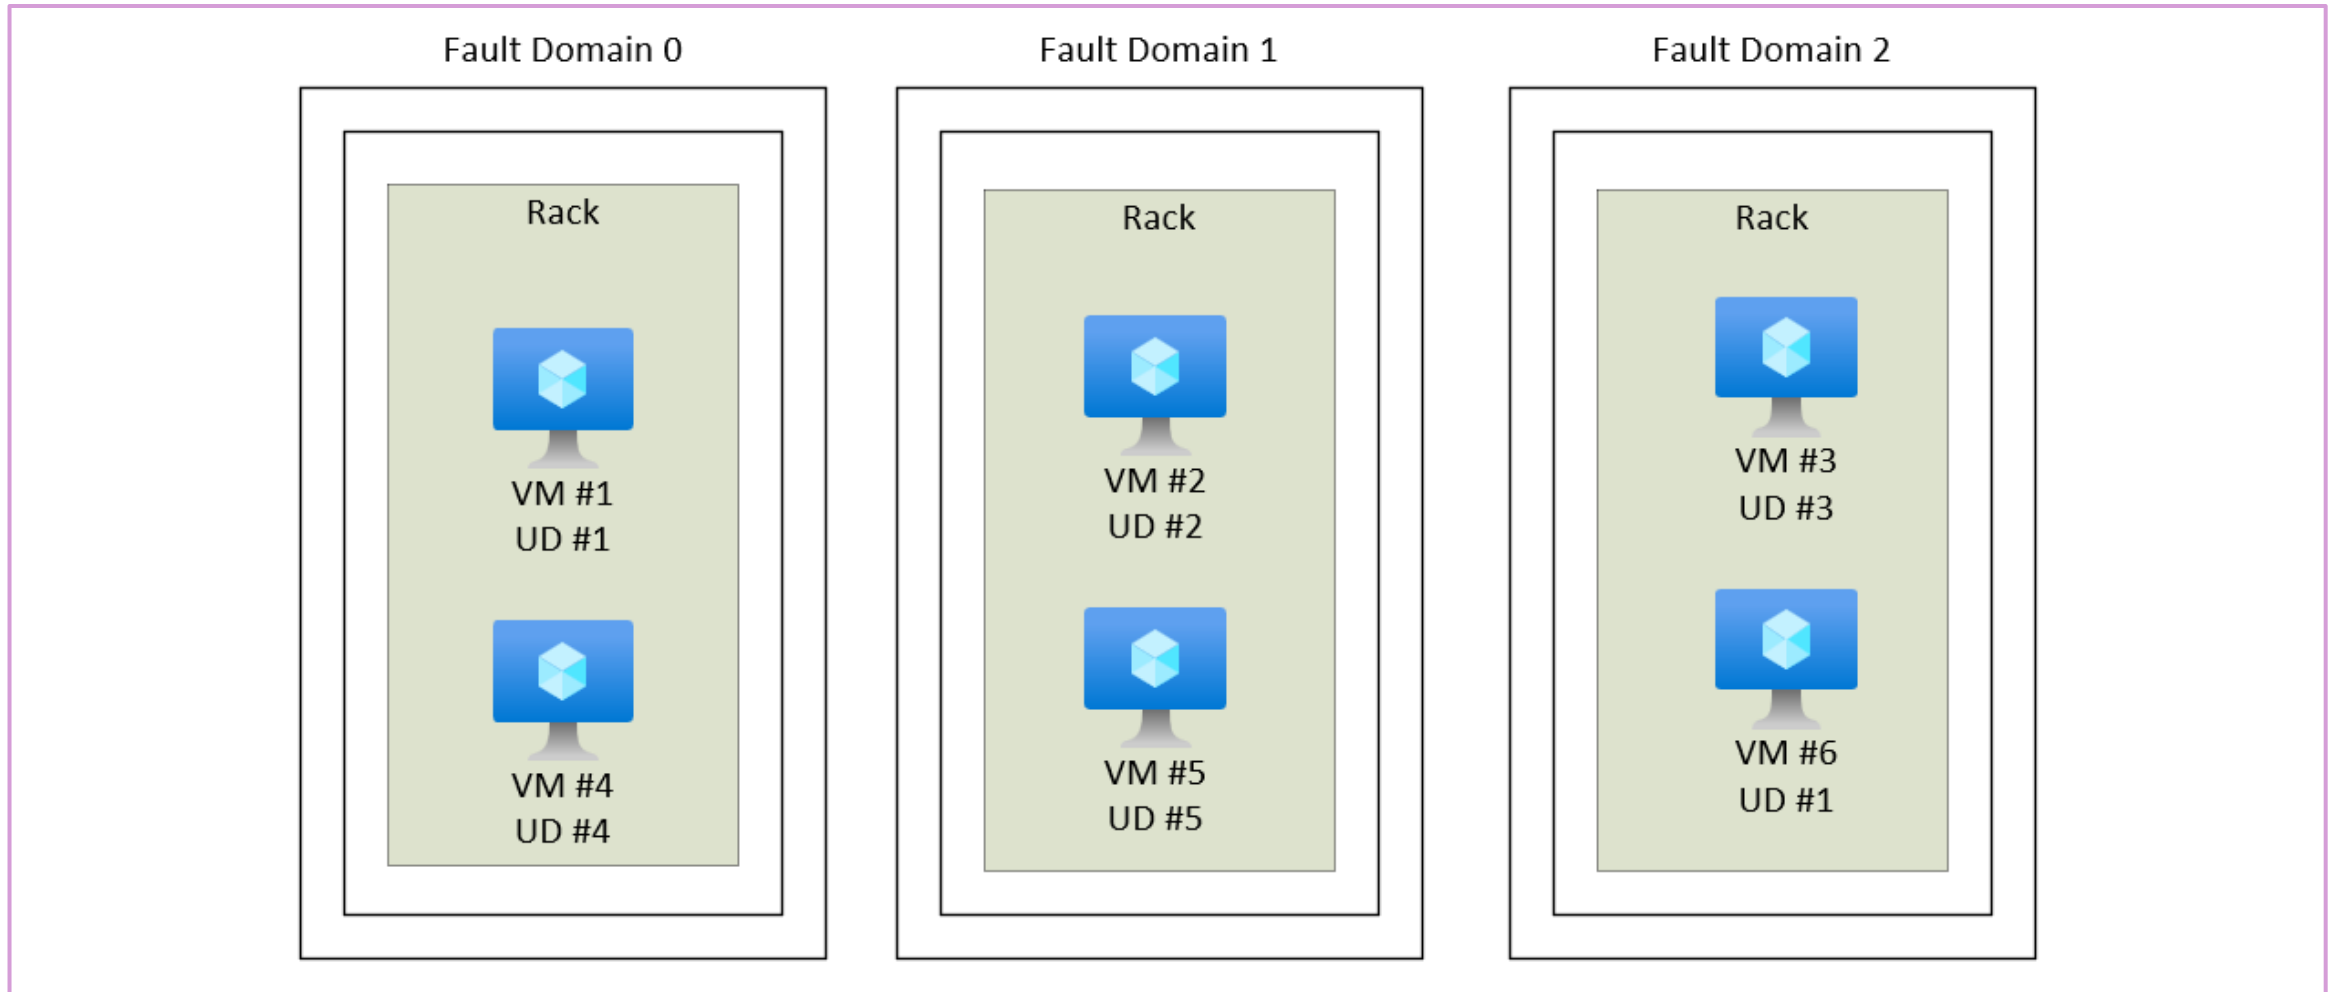 Fault Domain 0
Rack
VM #1
UD #1
VM #4
UD #4
Fault Domain 1
Rack
VM #2
UD #2
VM #5
UD #5
Fault Domain 2
Rack
VM #3
UD #3
VM #6
UD #1